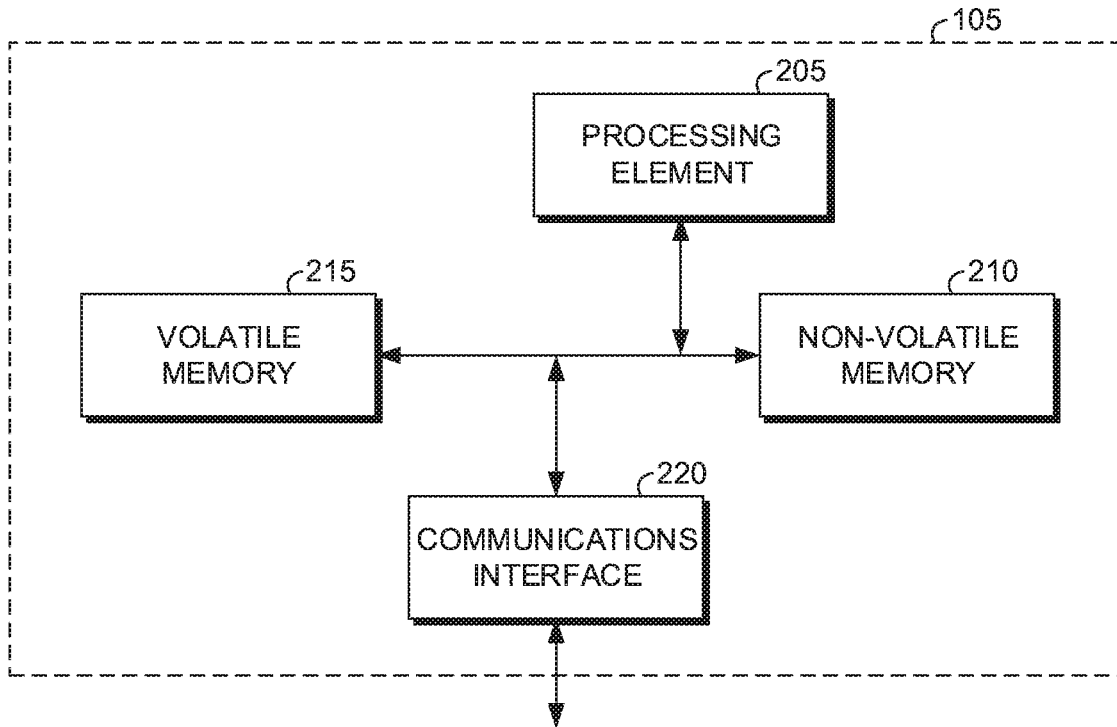 105
205
PROCESSING
ELEMENT
215
VOLATILE
MEMORY
210
NON-VOLATILE
MEMORY
220
COMMUNICATIONS
INTERFACE